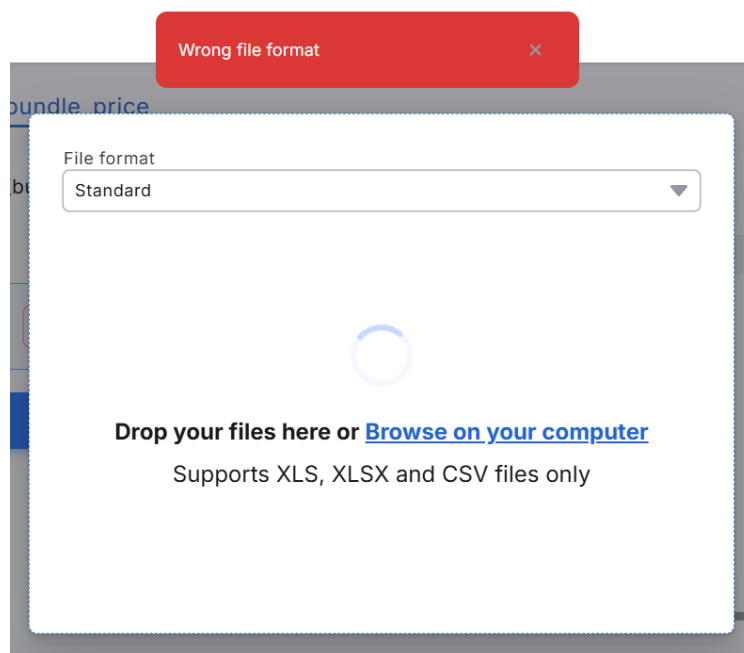 Wrong file format
bundle_price
File format
Standard
Drop your files here or Browse on your computer
Supports XLS, XLSX and CSV files only